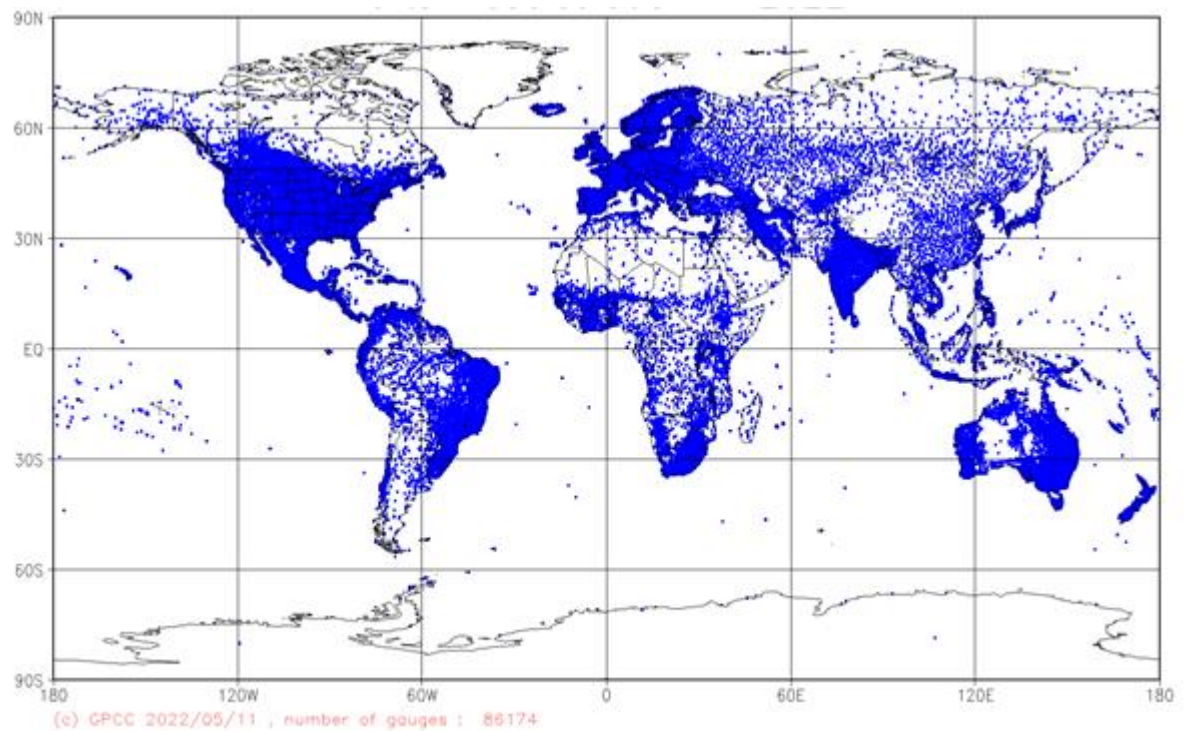 90N
60N
30N
EQ
30S
60S
90S
180 120W 60W 0 60E 120E 180
(c) GPCC 2022/05/11 , number of gauges : 86174